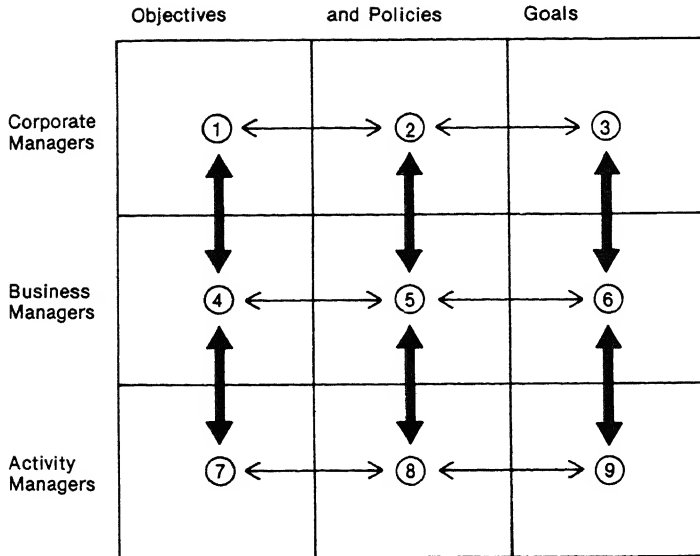 Objectives and Policies Goals
Corporate
Managers
1 2 3
Business
Managers
4 5 6
Activity
Managers
7 8 9